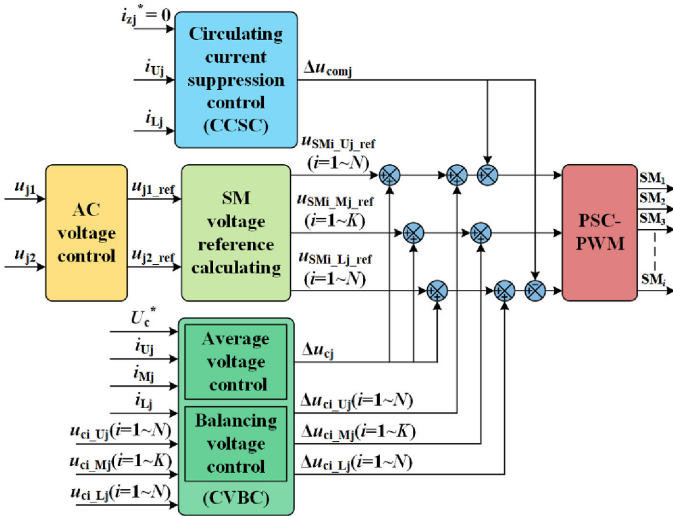 i_zj* = 0
i_Uj
i_Lj
Circulating
current
suppression
control
(CCSC)
Δu_comj
u_j1
u_j2
AC
voltage
control
u_j1_ref
u_j2_ref
SM
voltage
reference
calculating
u_SMi_Uj_ref
(i=1~N)
u_SMi_Mj_ref
(i=1~K)
u_SMi_Lj_ref
(i=1~N)
PSC-
PWM
SM_1
SM_2
SM_3
SM_i
U_c*
i_Uj
i_Mj
i_Lj
u_ci_Uj(i=1~N)
u_ci_Mj(i=1~K)
u_ci_Lj(i=1~N)
Average
voltage
control
Balancing
voltage
control
(CVBC)
Δu_cj
Δu_ci_Uj(i=1~N)
Δu_ci_Mj(i=1~K)
Δu_ci_Lj(i=1~N)